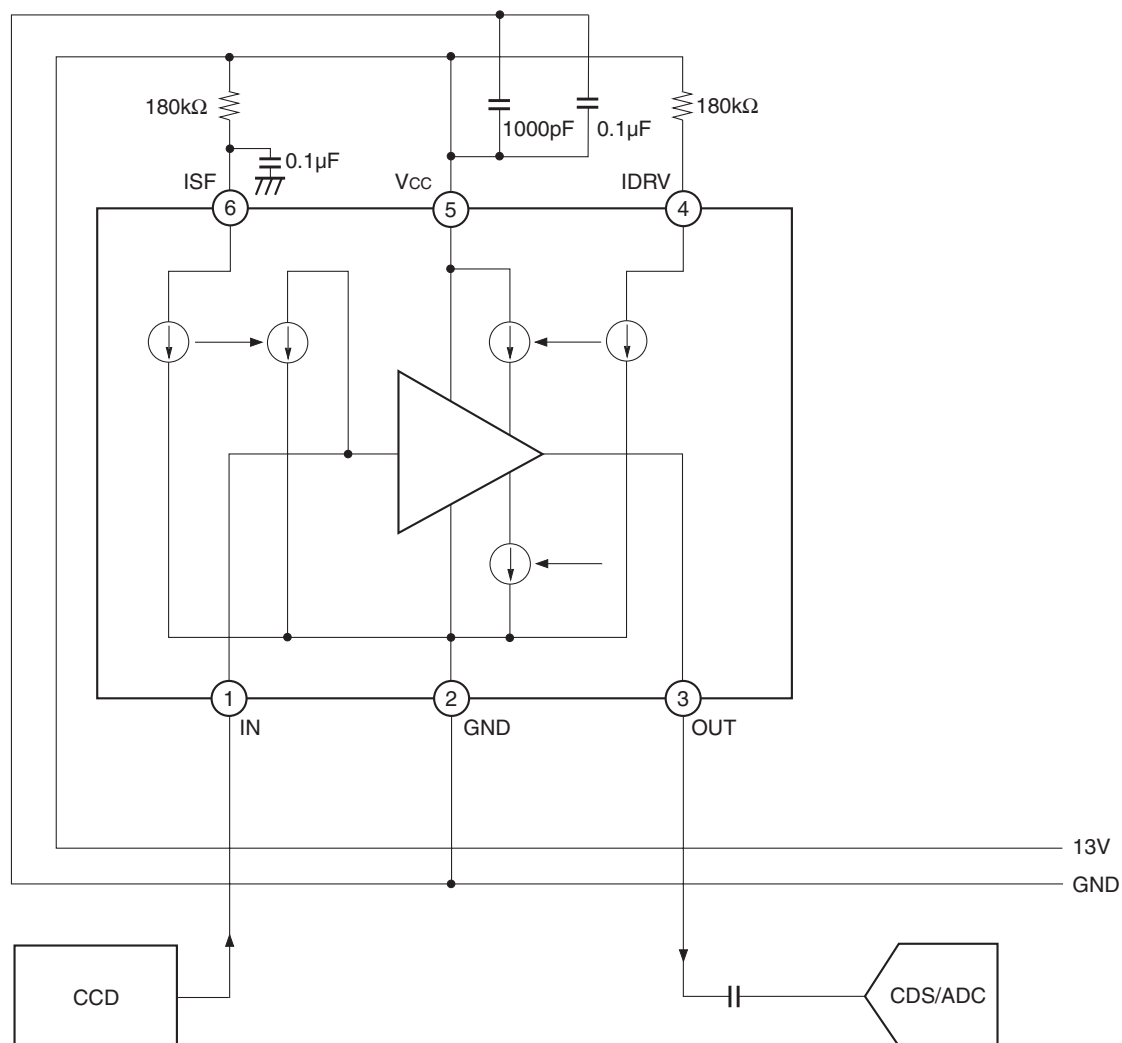 180kΩ
1000pF
0.1µF
180kΩ
0.1µF
ISF
VCC
IDRV
6
5
4
1
2
3
IN
GND
OUT
13V
GND
CCD
CDS/ADC